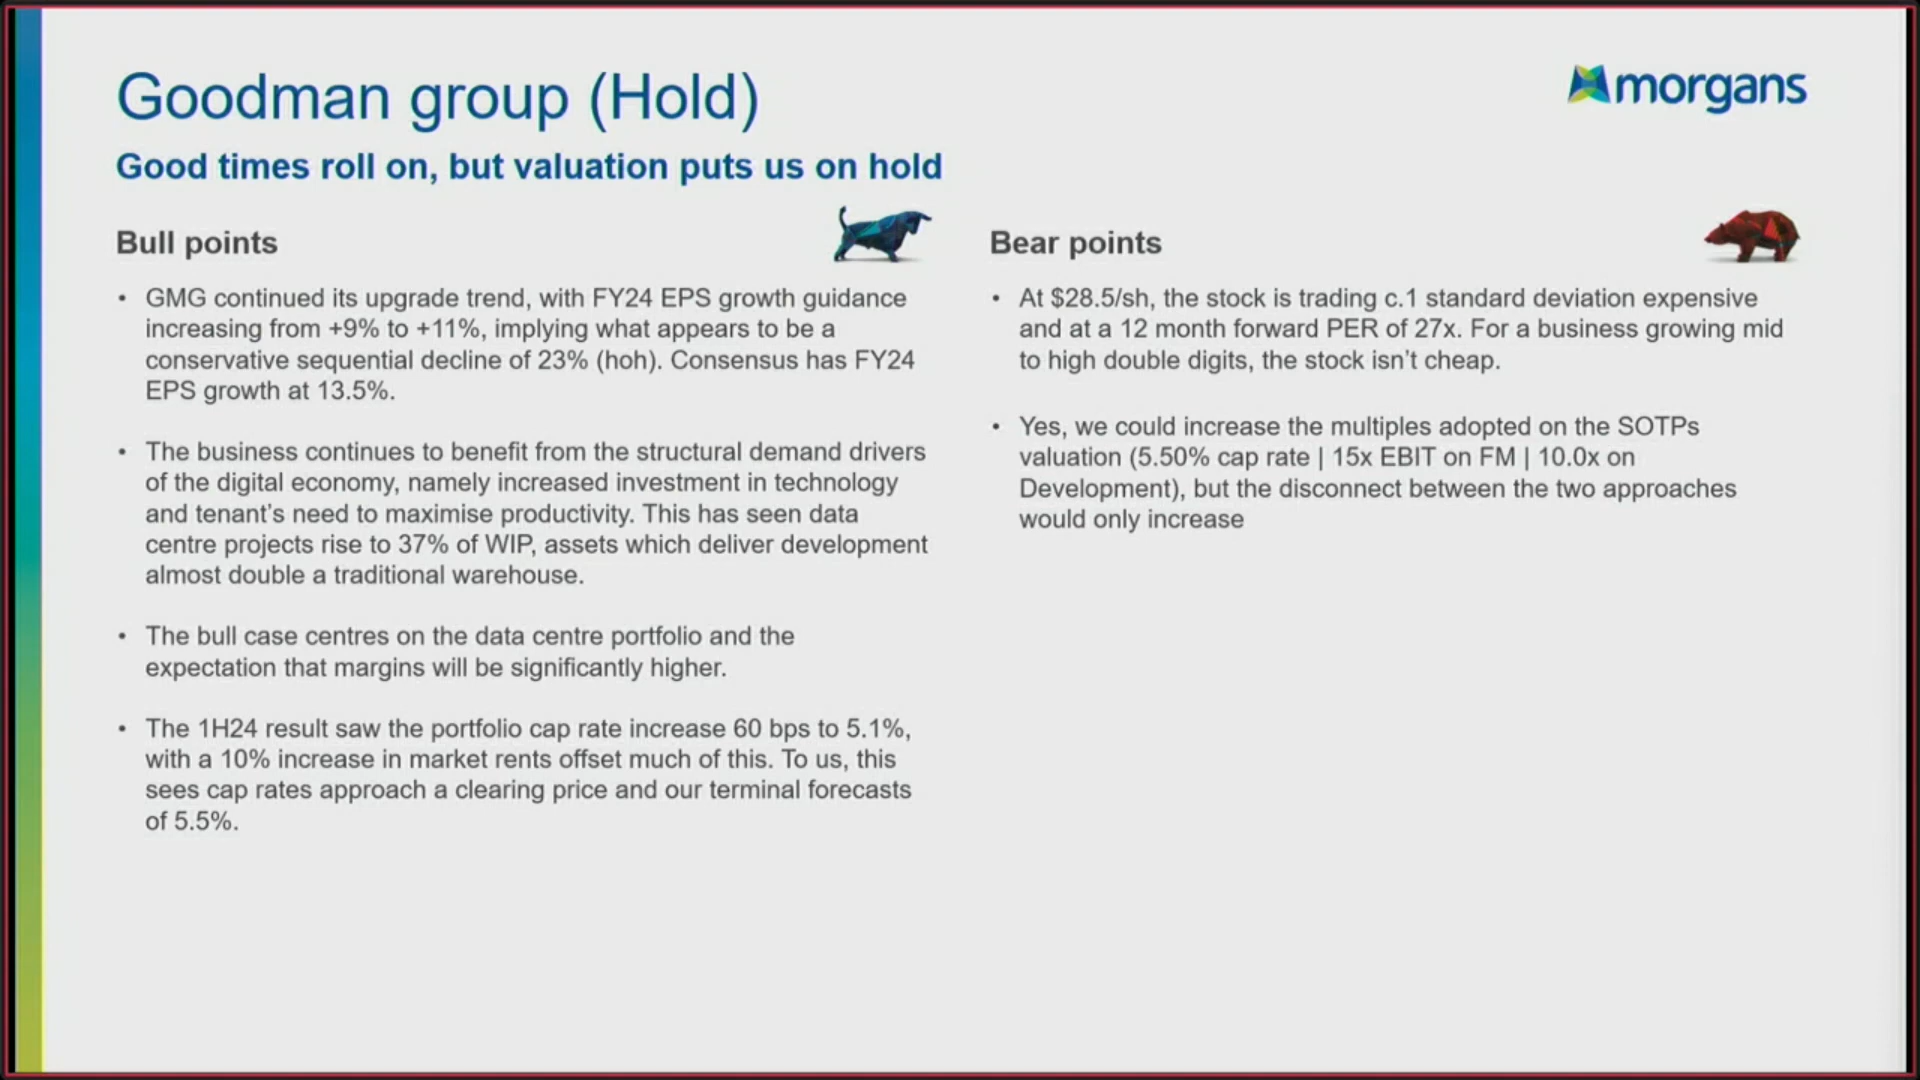 Goodman group (Hold)
morgans
Good times roll on, but valuation puts us on hold
Bull points
• GMG continued its upgrade trend, with FY24 EPS growth guidance
increasing from +9% to +11%, implying what appears to be a
conservative sequential decline of 23% (hoh). Consensus has FY24
EPS growth at 13.5%.
• The business continues to benefit from the structural demand drivers
of the digital economy, namely increased investment in technology
and tenant's need to maximise productivity. This has seen data
centre projects rise to 37% of WIP, assets which deliver development
almost double a traditional warehouse.
• The bull case centres on the data centre portfolio and the
expectation that margins will be significantly higher.
• The 1H24 result saw the portfolio cap rate increase 60 bps to 5.1%,
with a 10% increase in market rents offset much of this. To us, this
sees cap rates approach a clearing price and our terminal forecasts
of 5.5%.
Bear points
• At $28.5/sh, the stock is trading c.1 standard deviation expensive
and at a 12 month forward PER of 27x. For a business growing mid
to high double digits, the stock isn't cheap.
• Yes, we could increase the multiples adopted on the SOTPs
valuation (5.50% cap rate | 15x EBIT on FM | 10.0x on
Development), but the disconnect between the two approaches
would only increase